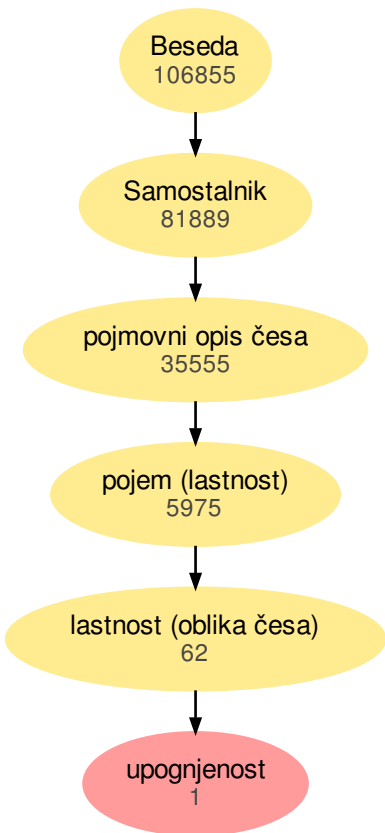 Beseda
106855
Samostalnik
81889
pojmovni opis česa
35555
pojem (lastnost)
5975
lastnost (oblika česa)
62
upognjenost
1